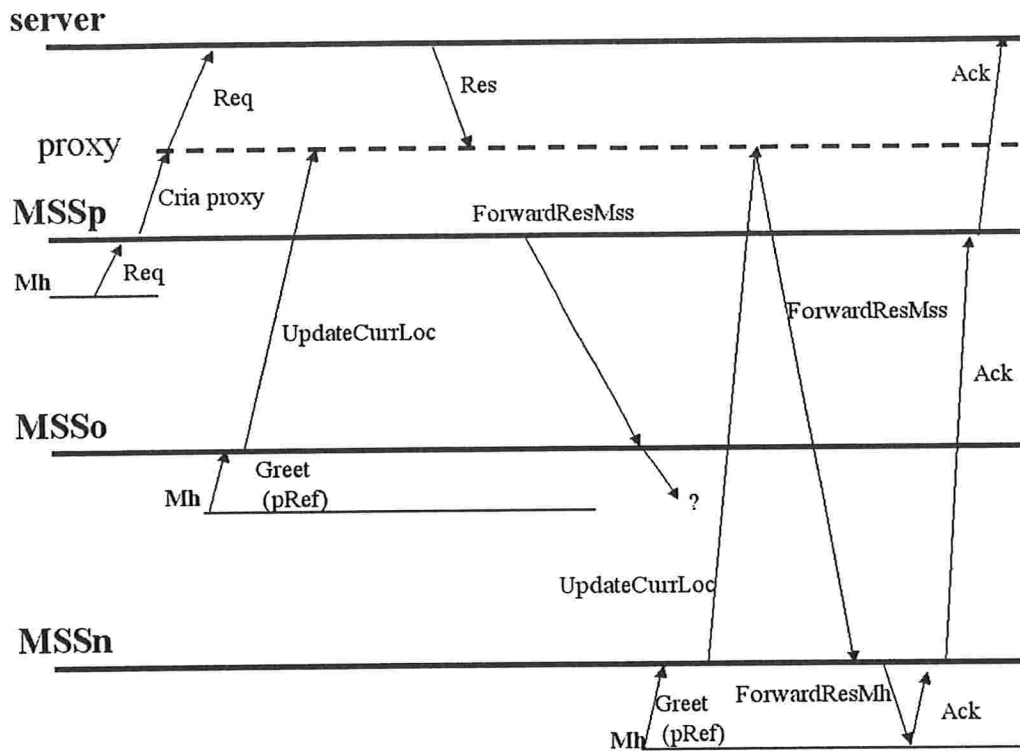 server
Req
Res
Ack
proxy
Cria proxy
MSSp
ForwardResMss
Mh
Req
UpdateCurrLoc
ForwardResMss
Ack
MSSo
Greet
(pRef)
Mh
?
UpdateCurrLoc
MSSn
Greet
(pRef)
ForwardResMh
Ack
Mh